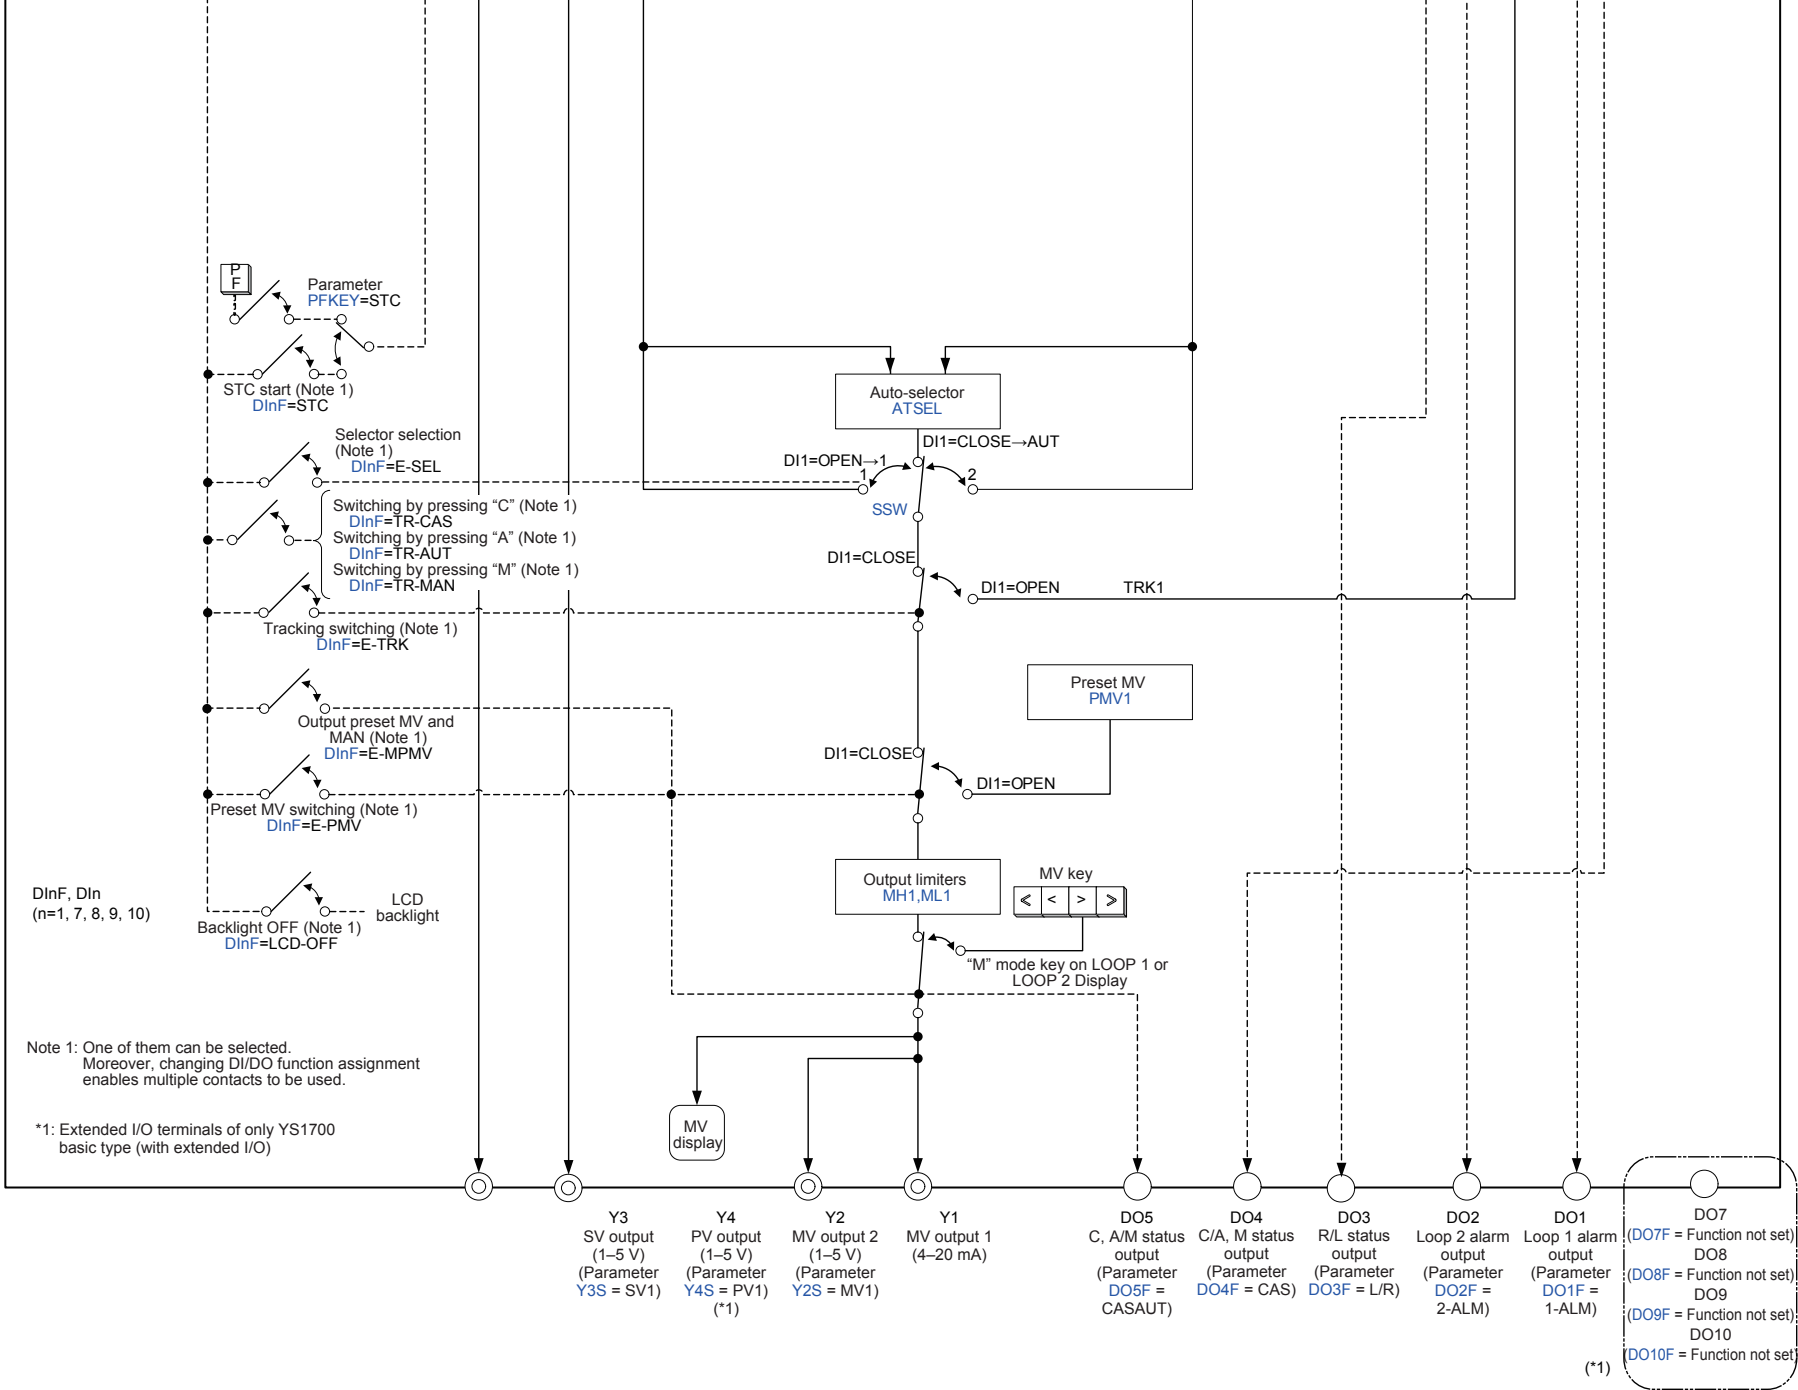 P
F
Parameter
PFKEY=STC
STC start (Note 1)
DInF=STC
Auto-selector
ATSEL
DI1=CLOSE→AUT
DI1=OPEN→1
1
2
SSW
Selector selection
(Note 1)
DInF=E-SEL
Switching by pressing “C” (Note 1)
DInF=TR-CAS
Switching by pressing “A” (Note 1)
DInF=TR-AUT
Switching by pressing “M” (Note 1)
DInF=TR-MAN
DI1=CLOSE
DI1=OPEN
TRK1
Tracking switching (Note 1)
DInF=E-TRK
Preset MV
PMV1
Output preset MV and
MAN (Note 1)
DInF=E-MPMV
DI1=CLOSE
DI1=OPEN
Preset MV switching (Note 1)
DInF=E-PMV
Output limiters
MH1,ML1
MV key
< < > >
DInF, DIn
(n=1, 7, 8, 9, 10)
LCD
backlight
Backlight OFF (Note 1)
DInF=LCD-OFF
“M” mode key on LOOP 1 or
LOOP 2 Display
Note 1: One of them can be selected.
Moreover, changing DI/DO function assignment
enables multiple contacts to be used.
*1: Extended I/O terminals of only YS1700
basic type (with extended I/O)
MV
display
Y3
SV output
(1–5 V)
(Parameter
Y3S = SV1)
Y4
PV output
(1–5 V)
(Parameter
Y4S = PV1)
(*1)
Y2
MV output 2
(1–5 V)
(Parameter
Y2S = MV1)
Y1
MV output 1
(4–20 mA)
DO5
C, A/M status
output
(Parameter
DO5F =
CASAUT)
DO4
C/A, M status
output
(Parameter
DO4F = CAS)
DO3
R/L status
output
(Parameter
DO3F = L/R)
DO2
Loop 2 alarm
output
(Parameter
DO2F =
2-ALM)
DO1
Loop 1 alarm
output
(Parameter
DO1F =
1-ALM)
DO7
(DO7F = Function not set)
DO8
(DO8F = Function not set)
DO9
(DO9F = Function not set)
DO10
(DO10F = Function not set)
(*1)